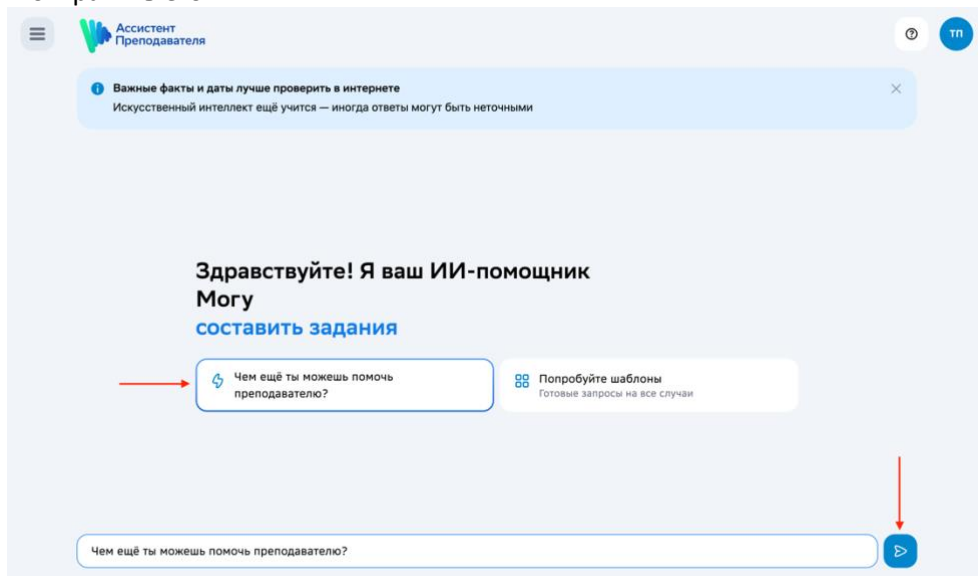 Ассистент
Преподавателя
ТП
Важные факты и даты лучше проверить в интернете
Искусственный интеллект ещё учится — иногда ответы могут быть неточными
Здравствуйте! Я ваш ИИ-помощник
Могу
составить задания
Чем ещё ты можешь помочь
преподавателю?
Попробуйте шаблоны
Готовые запросы на все случаи
Чем ещё ты можешь помочь преподавателю?